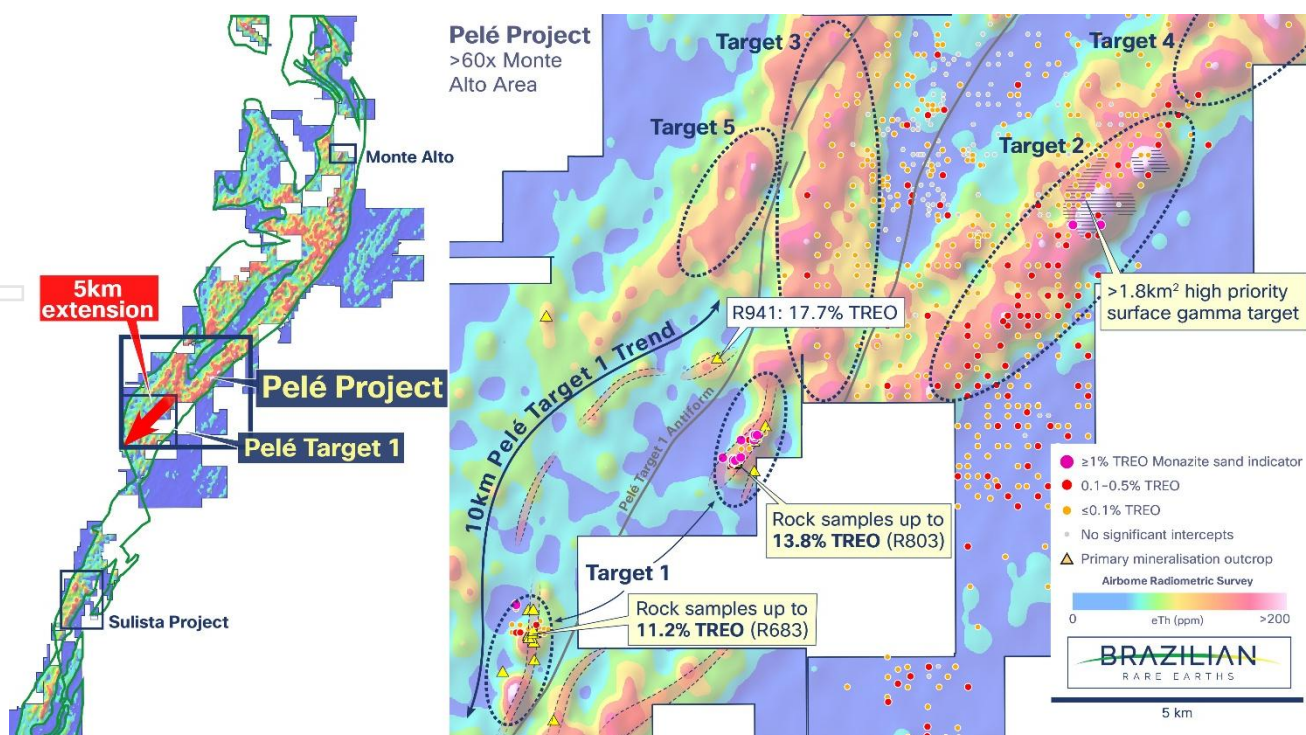 Monte Alto
5km
extension
Pelé Project
Pelé Target 1
Sulista Project
Pelé Project
>60x Monte
Alto Area
Target 3
Target 4
Target 5
Target 2
>1.8km² high priority
surface gamma target
R941: 17.7% TREO
10km Pelé Target 1 Trend
Pelé Target 1 Antiform
Rock samples up to
13.8% TREO (R803)
Target 1
Rock samples up to
11.2% TREO (R683)
≥1% TREO Monazite sand indicator
0.1–0.5% TREO
≤0.1% TREO
No significant intercepts
Primary mineralisation outcrop
Airborne Radiometric Survey
0 eTh (ppm) >200
BRAZILIAN
RARE EARTHS
5 km